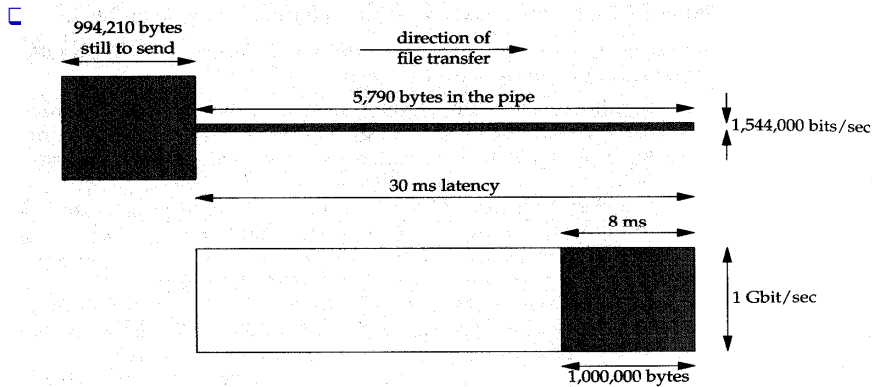 994,210 bytes
still to send
direction of
file transfer
5,790 bytes in the pipe
1,544,000 bits/sec
30 ms latency
8 ms
1 Gbit/sec
1,000,000 bytes